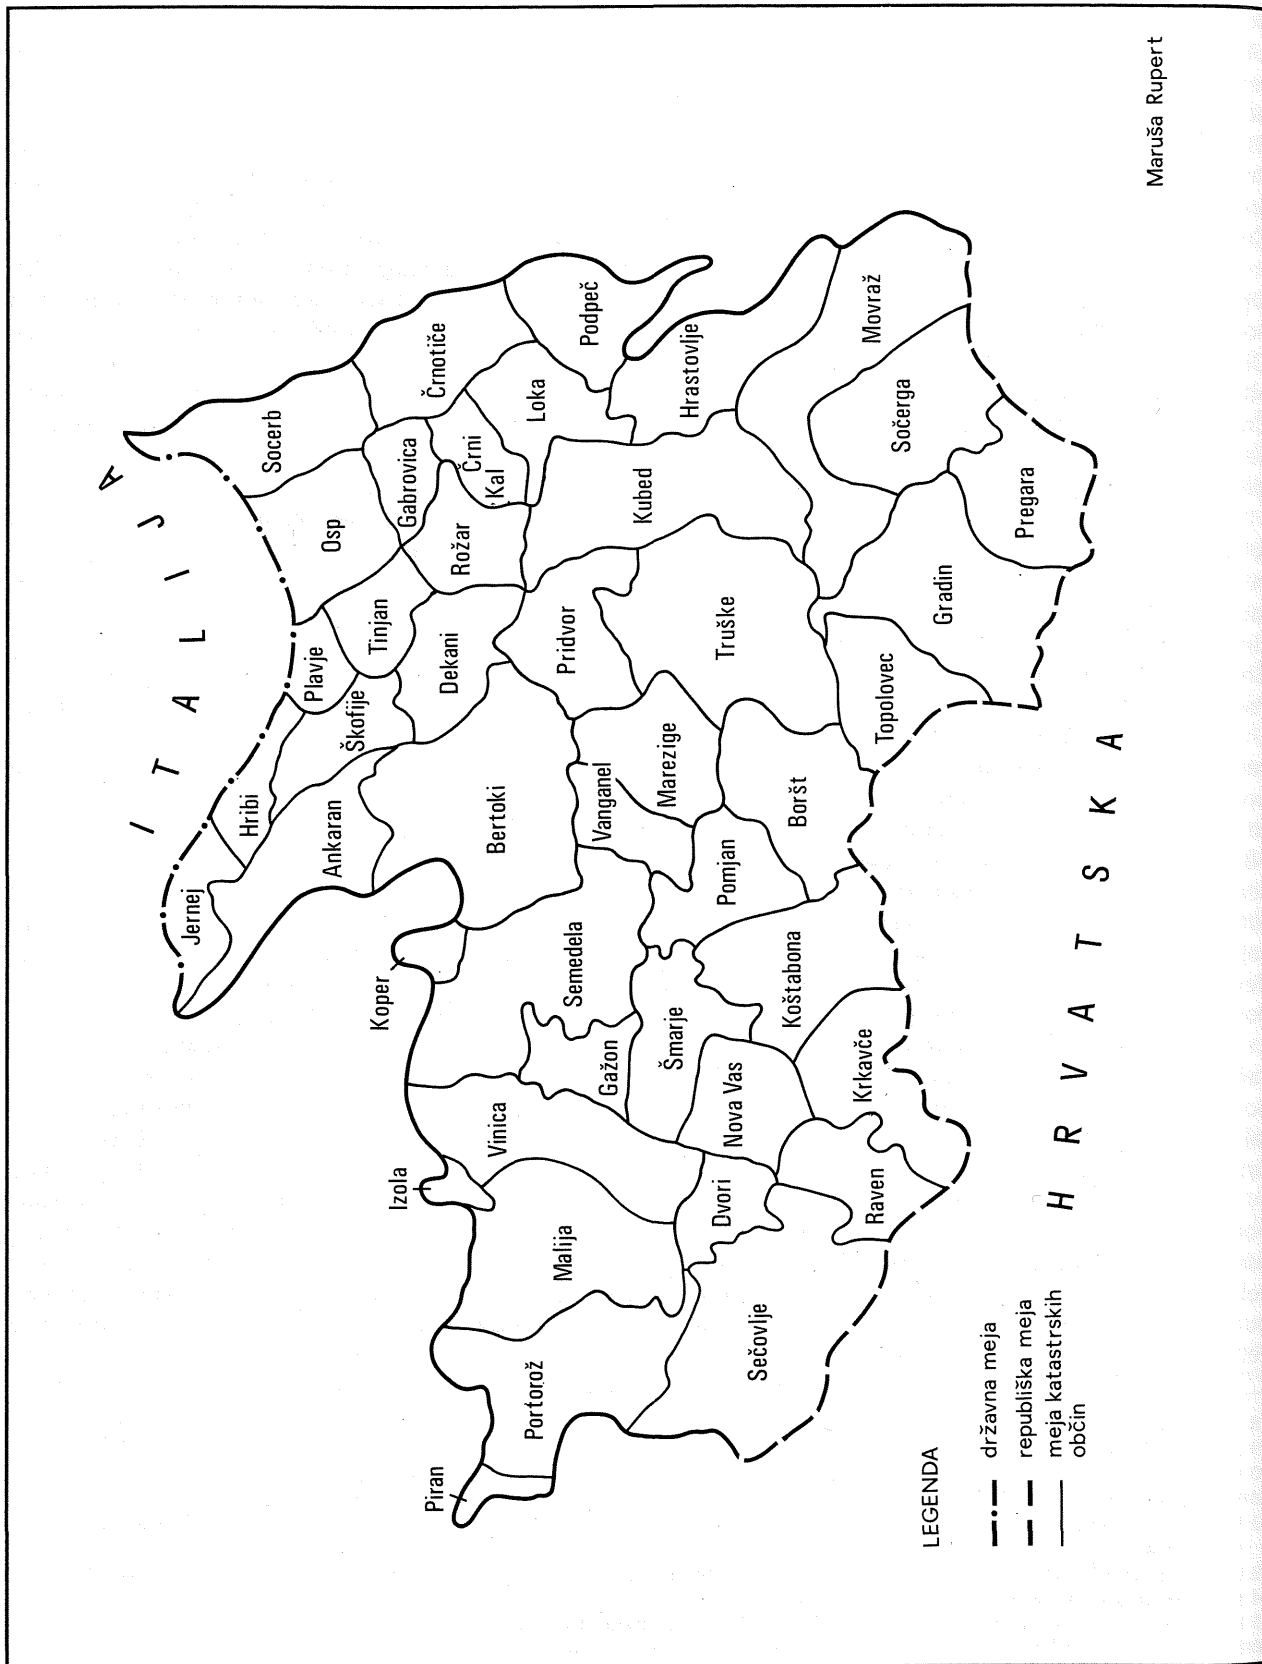 I T A L I J A
Jernej
Hribi
Ankaran
Plavje
Škofije
Tinjan
Osp
Socerb
Gabrovica
Črnotiče
Črni
Kal
Rožar
Dekani
Loka
Podpeč
Koper
Bertoki
Semedela
Vanganel
Pridvor
Kubed
Hrastovlje
Izola
Vinica
Gažon
Šmarje
Marezige
Truške
Pomjan
Movraž
Sočerga
Piran
Portorož
Malija
Dvori
Nova Vas
Koštabona
Boršt
Topolovec
Gradin
Pregara
Sečovlje
Raven
Krkavče
H R V A T S K A
LEGENDA
državna meja
republiška meja
meja katastrskih
občin
Maruša Rupert